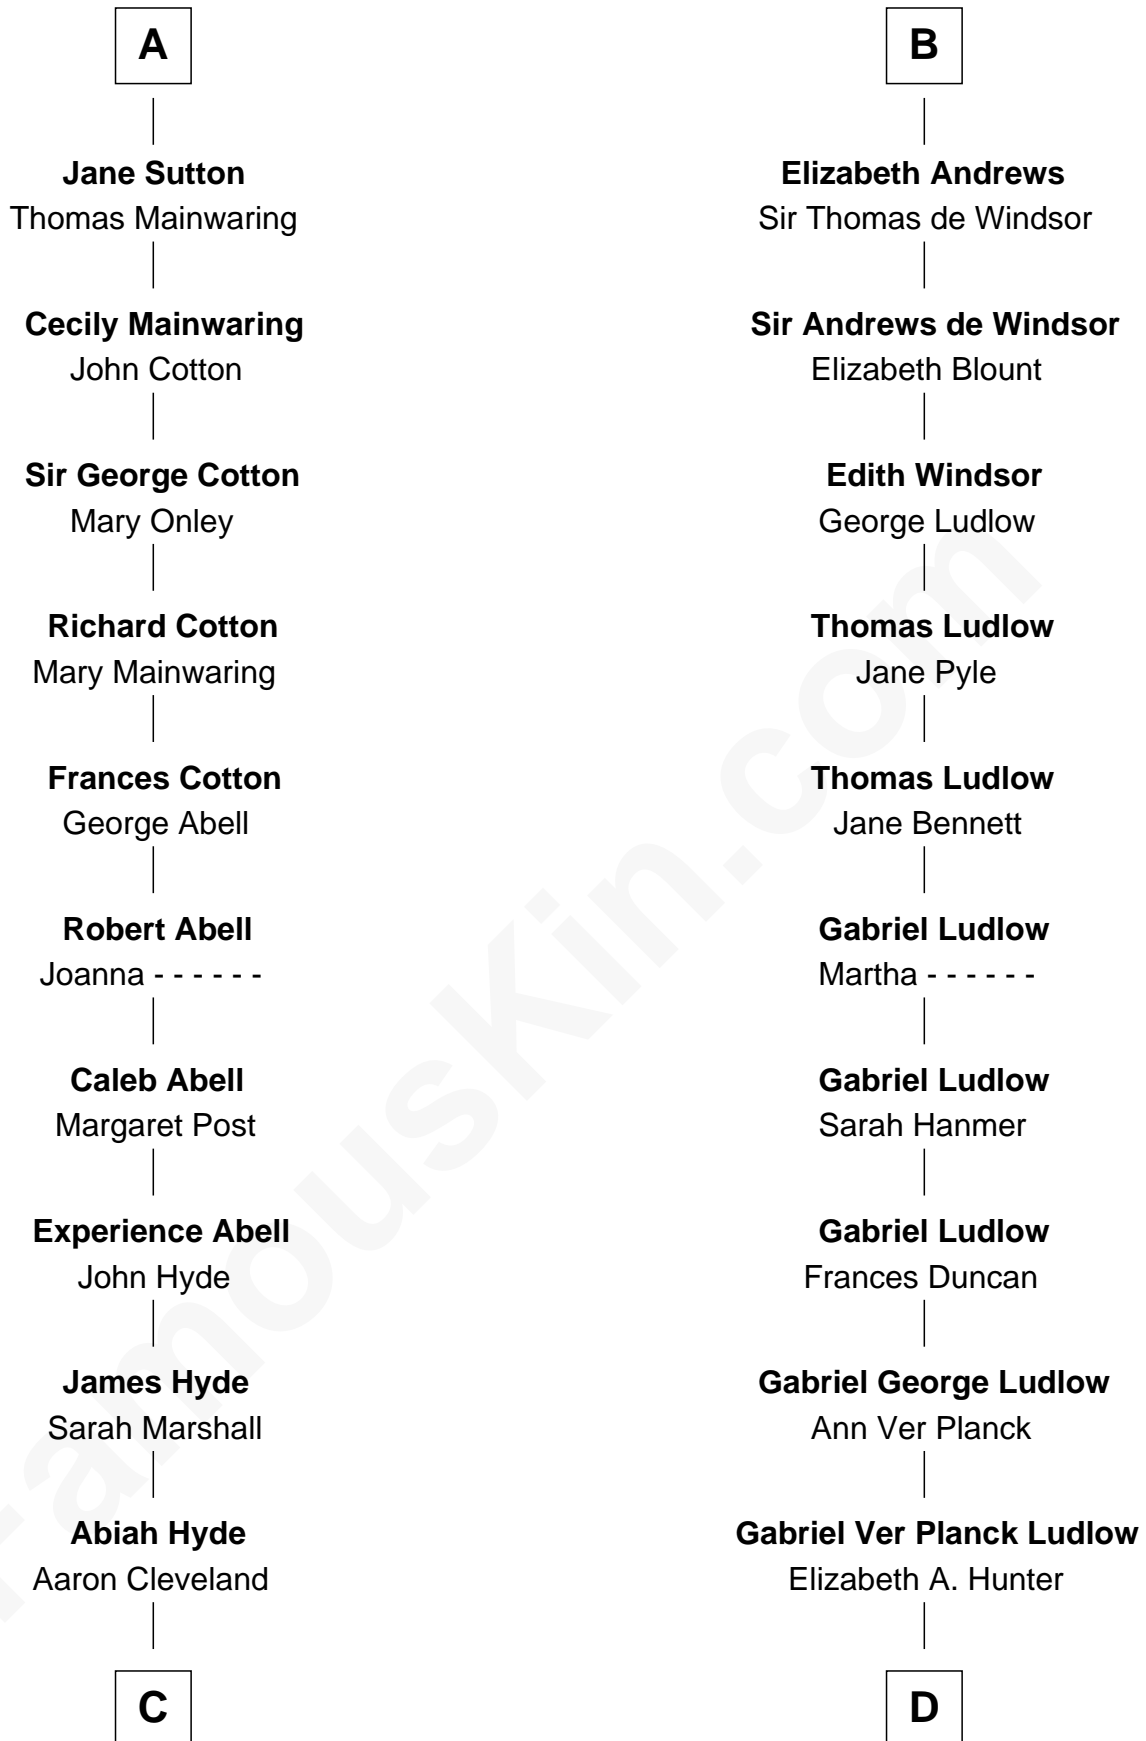 A
Jane Sutton
Thomas Mainwaring
Cecily Mainwaring
John Cotton
Sir George Cotton
Mary Onley
Richard Cotton
Mary Mainwaring
Frances Cotton
George Abell
Robert Abell
Joanna - - - - - -
Caleb Abell
Margaret Post
Experience Abell
John Hyde
James Hyde
Sarah Marshall
Abiah Hyde
Aaron Cleveland
C
B
Elizabeth Andrews
Sir Thomas de Windsor
Sir Andrews de Windsor
Elizabeth Blount
Edith Windsor
George Ludlow
Thomas Ludlow
Jane Pyle
Thomas Ludlow
Jane Bennett
Gabriel Ludlow
Martha - - - - - -
Gabriel Ludlow
Sarah Hanmer
Gabriel Ludlow
Frances Duncan
Gabriel George Ludlow
Ann Ver Planck
Gabriel Ver Planck Ludlow
Elizabeth A. Hunter
D
FamousKin.com